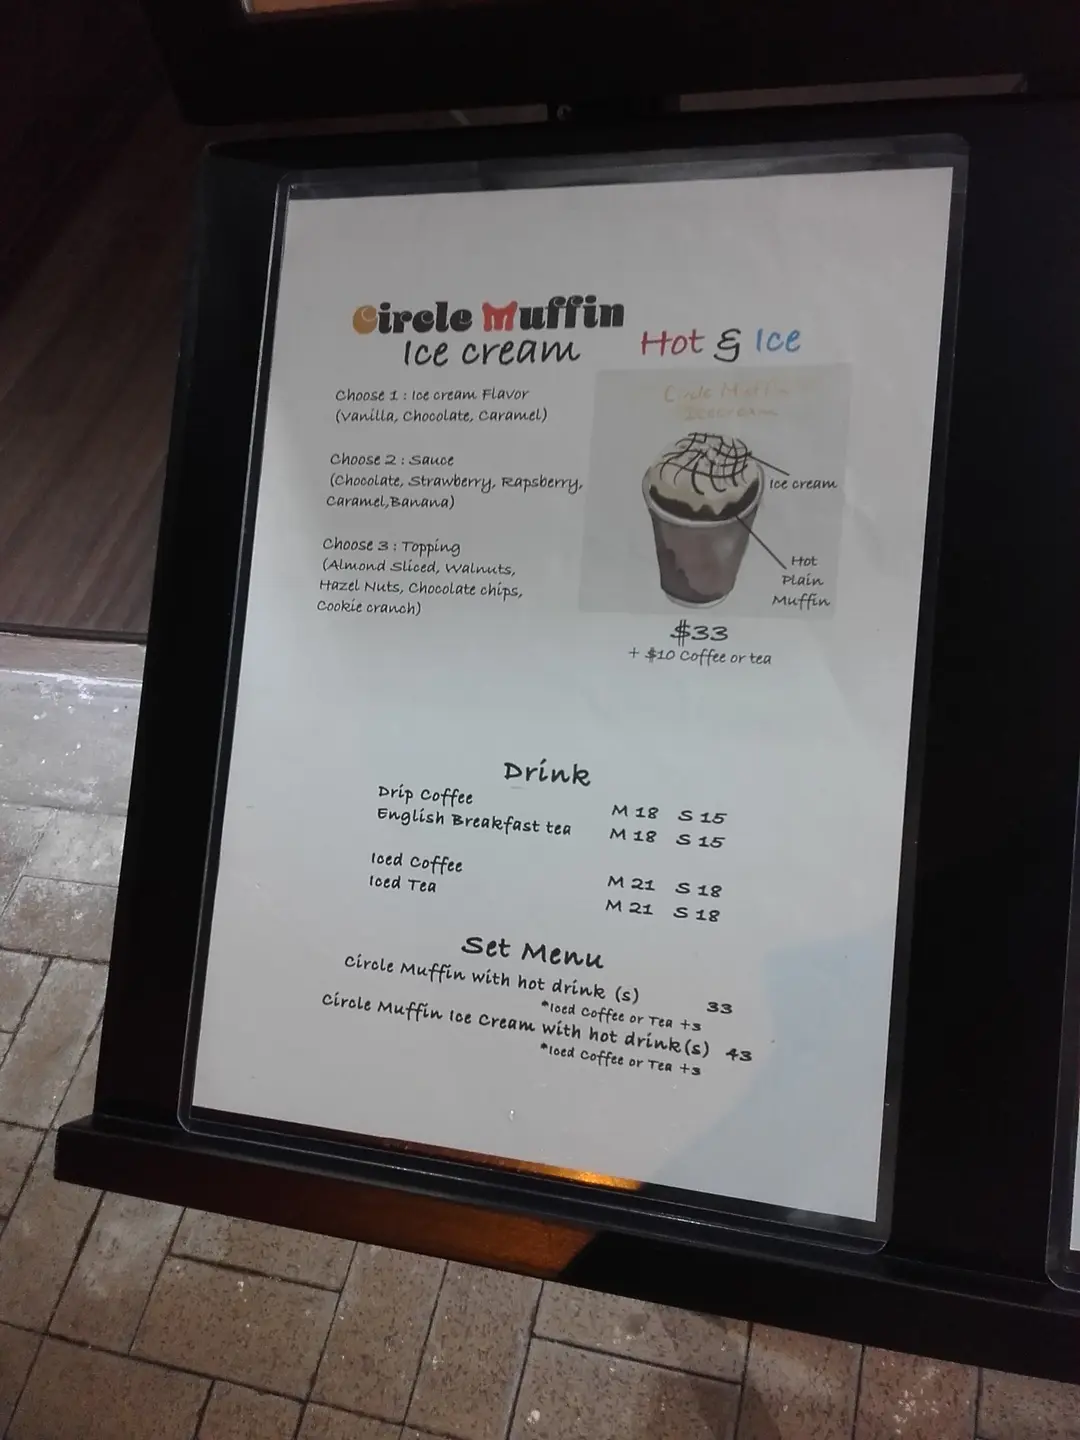 Circle Muffin
Ice cream
Hot & Ice
Choose 1 : Ice cream Flavor
(Vanilla, Chocolate, Caramel)
Choose 2 : Sauce
(Chocolate, Strawberry, Rapsberry,
Caramel,Banana)
Choose 3 : Topping
(Almond Sliced, Walnuts,
Hazel Nuts, Chocolate chips,
Cookie cranch)
Circle Muffin
Icecream
Ice cream
Hot
Plain
Muffin
$33
+ $10 Coffee or tea
Drink
Drip Coffee M 18 S 15
English Breakfast tea M 18 S 15
Iced Coffee M 21 S 18
Iced Tea M 21 S 18
Set Menu
Circle Muffin with hot drink (s) 33
*Iced Coffee or Tea +3
Circle Muffin Ice Cream with hot drink(s) 43
*Iced Coffee or Tea +3